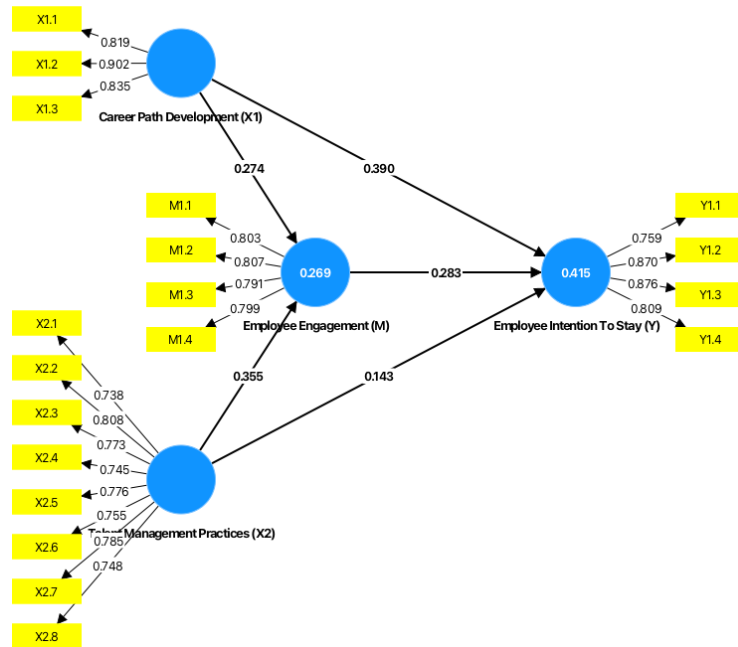 X1.1
0.819
X1.2
0.902
0.835
X1.3
Career Path Development (X1)
0.274
0.390
M1.1
0.803
M1.2
0.807
0.791
M1.3
0.799
M1.4
0.269
Employee Engagement (M)
0.283
Y1.1
0.759
Y1.2
0.870
0.876
Y1.3
0.809
Y1.4
0.415
Employee Intention To Stay (Y)
0.355
0.143
X2.1
X2.2
0.738
X2.3
0.808
0.773
X2.4
0.745
X2.5
0.776
0.755
X2.6
Talent Management Practices (X2)
0.785
0.748
X2.7
X2.8